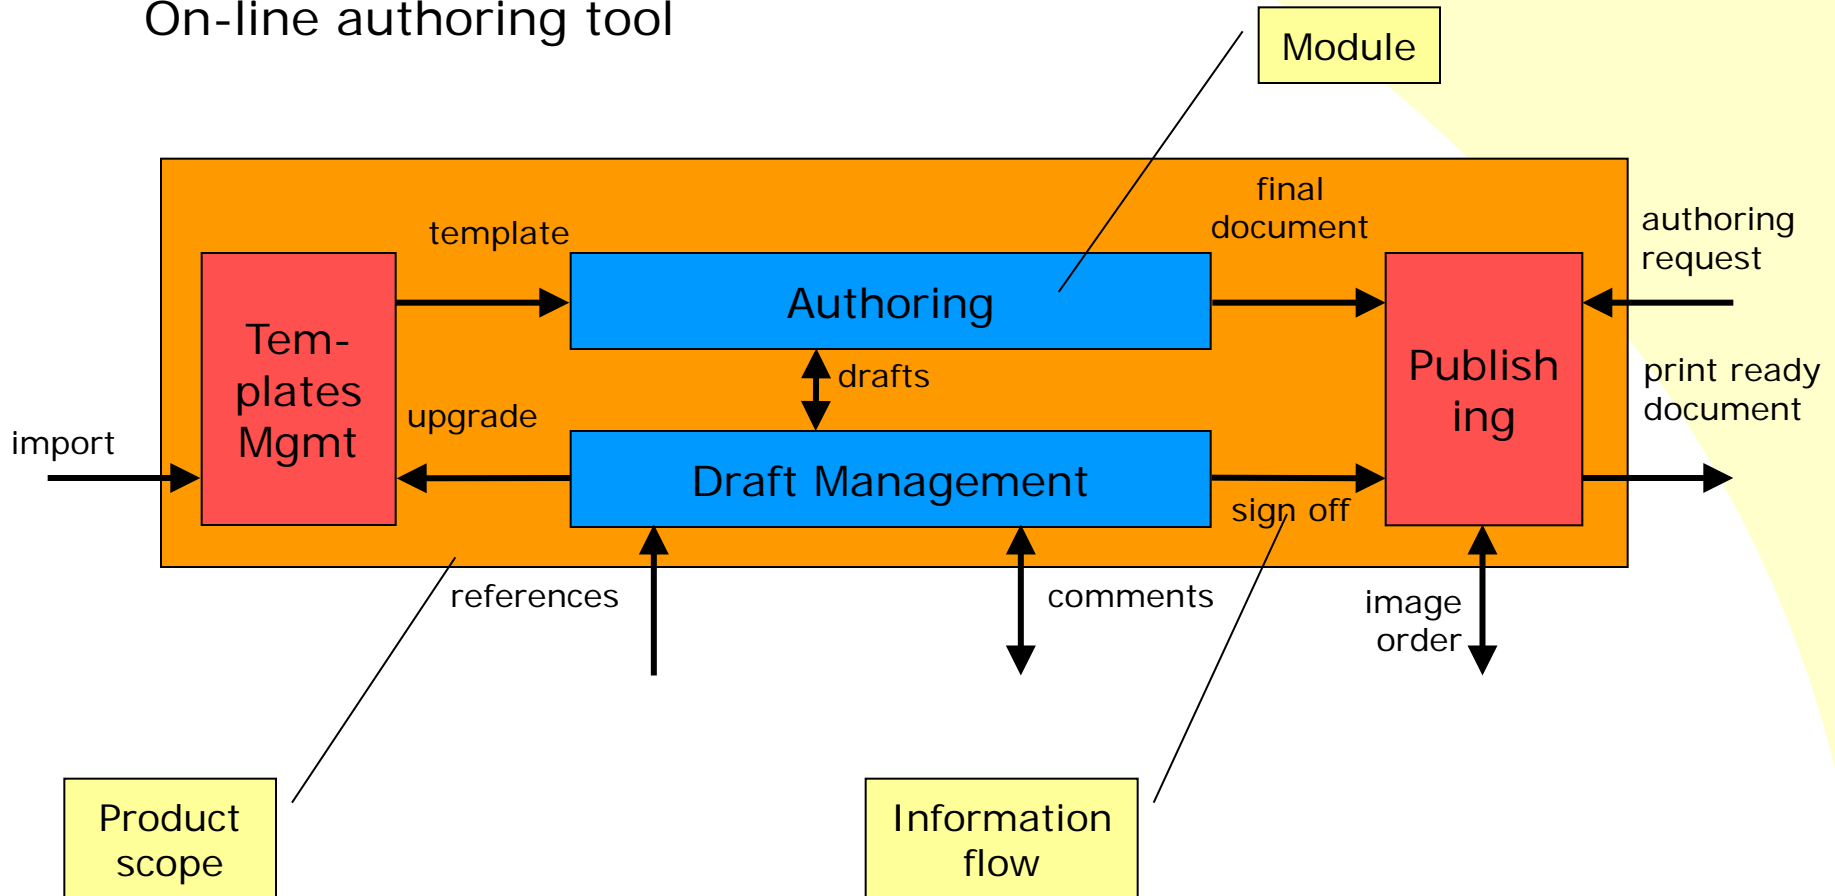 On-line authoring tool
Module
final
document
authoring
request
template
Authoring
Tem-
plates
Mgmt
Publish
ing
drafts
print ready
document
upgrade
import
Draft Management
sign off
references
comments
image
order
Product
scope
Information
flow